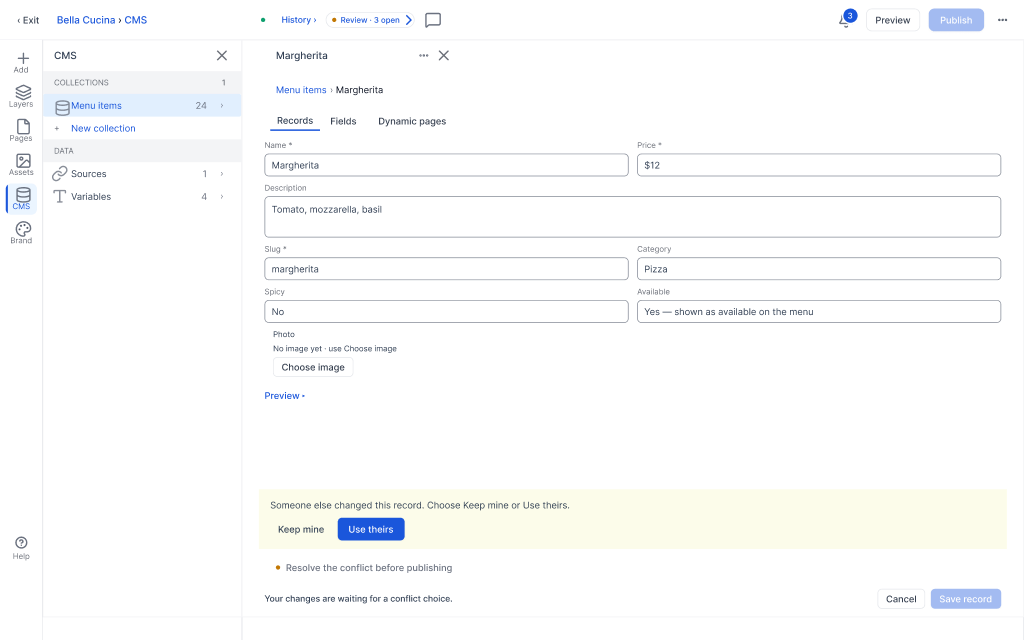 ‹ Exit
Bella Cucina › CMS
History ›
Review · 3 open
3
Preview
Publish
Add
Layers
Pages
Assets
CMS
Brand
Help
CMS
COLLECTIONS 1
Menu items 24 ›
+ New collection
DATA
Sources 1 ›
Variables 4 ›
Margherita
Menu items › Margherita
Records Fields Dynamic pages
Name * Price *
Margherita $12
Description
Tomato, mozzarella, basil
Slug * Category
margherita Pizza
Spicy Available
No Yes — shown as available on the menu
Photo
No image yet · use Choose image
Choose image
Preview
Someone else changed this record. Choose Keep mine or Use theirs.
Keep mine Use theirs
Resolve the conflict before publishing
Your changes are waiting for a conflict choice.
Cancel Save record